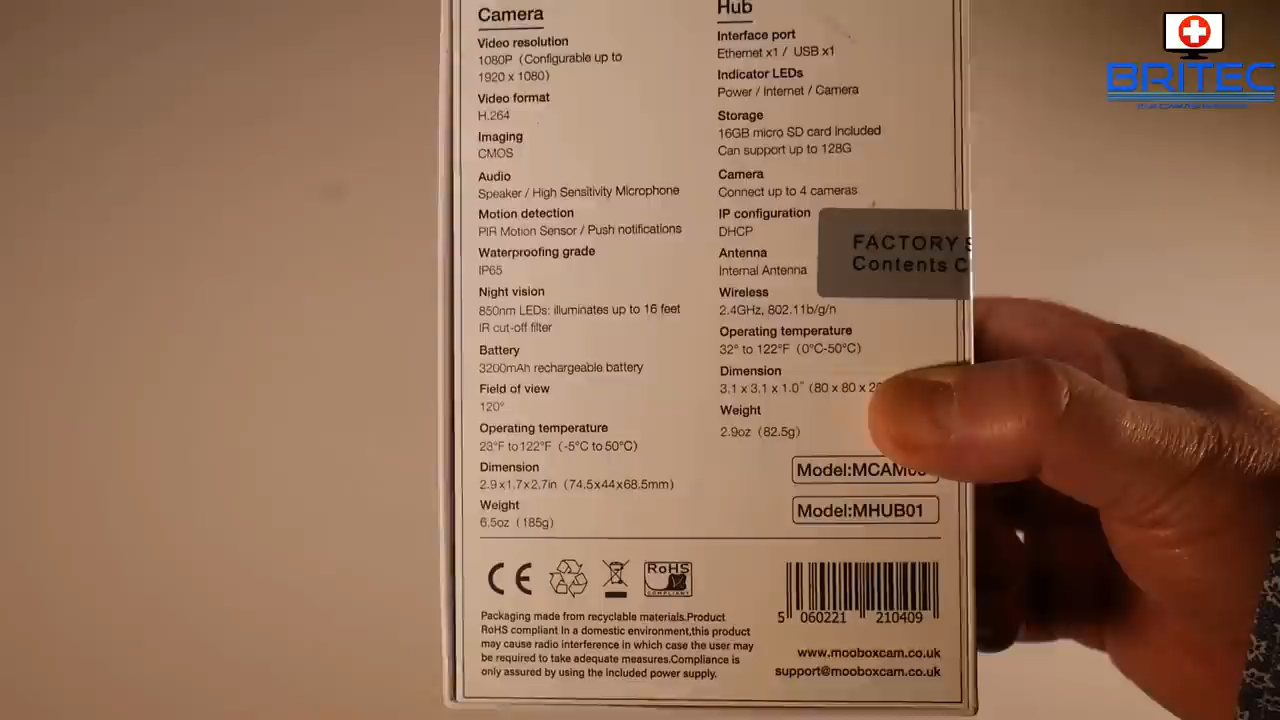 Camera
Video resolution
1080P (Configurable up to
1920 x 1080)
Video format
H.264
Imaging
CMOS
Audio
Speaker / High Sensitivity Microphone
Motion detection
PIR Motion Sensor / Push notifications
Waterproofing grade
IP65
Night vision
850nm LEDs: illuminates up to 16 feet
IR cut-off filter
Battery
3200mAh rechargeable battery
Field of view
120°
Operating temperature
23°F to122°F (-5°C to 50°C)
Dimension
2.9x1.7x2.7in (74.5x44x68.5mm)
Weight
6.5oz (185g)
Hub
Interface port
Ethernet x1 / USB x1
Indicator LEDs
Power / Internet / Camera
Storage
16GB micro SD card included
Can support up to 128G
Camera
Connect up to 4 cameras
IP configuration
DHCP
Antenna
Internal Antenna
Wireless
2.4GHz, 802.11b/g/n
Operating temperature
32° to 122°F (0°C-50°C)
Dimension
3.1 x 3.1 x 1.0" (80 x 80 x
Weight
2.9oz (82.5g)
FACTORY
Contents
Model:MHUB01
CE
RoHS
COMPLIANT
Packaging made from recyclable materials.Product
RoHS compliant In a domestic environment,this product
may cause radio interference in which case the user may
be required to take adequate measures.Compliance is
only assured by using the included power supply.
5 060221 210409
www.mooboxcam.co.uk
support@mooboxcam.co.uk
BRITEC